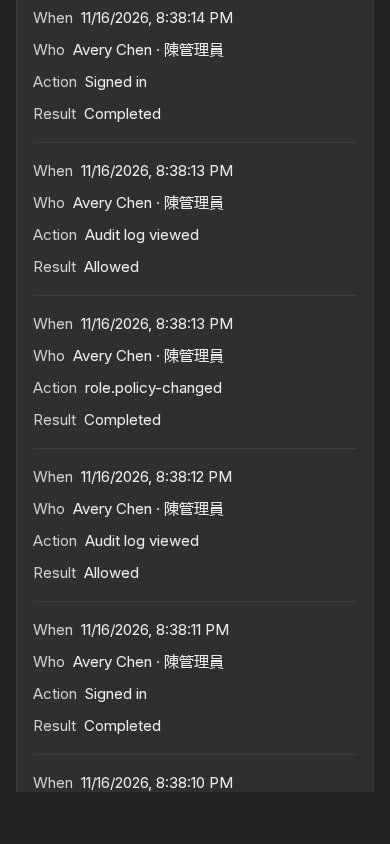 When 11/16/2026, 8:38:14 PM
Who Avery Chen · 陳管理員
Action Signed in
Result Completed
When 11/16/2026, 8:38:13 PM
Who Avery Chen · 陳管理員
Action Audit log viewed
Result Allowed
When 11/16/2026, 8:38:13 PM
Who Avery Chen · 陳管理員
Action role.policy-changed
Result Completed
When 11/16/2026, 8:38:12 PM
Who Avery Chen · 陳管理員
Action Audit log viewed
Result Allowed
When 11/16/2026, 8:38:11 PM
Who Avery Chen · 陳管理員
Action Signed in
Result Completed
When 11/16/2026, 8:38:10 PM